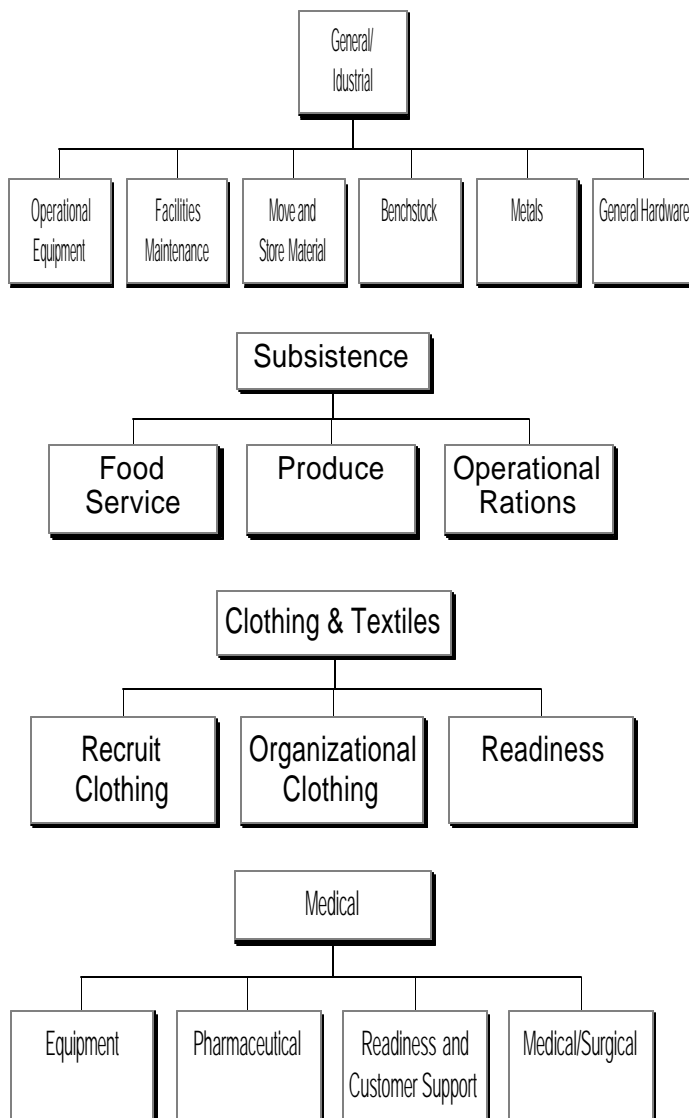 General/
Idustrial
Operational
Equipment
Facilities
Maintenance
Move and
Store Material
Benchstock
Metals
General Hardware
Subsistence
Food
Service
Produce
Operational
Rations
Clothing & Textiles
Recruit
Clothing
Organizational
Clothing
Readiness
Medical
Equipment
Pharmaceutical
Readiness and
Customer Support
Medical/Surgical